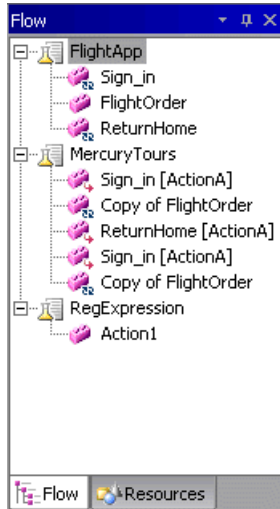 Flow
FlightApp
Sign_in
FlightOrder
ReturnHome
MercuryTours
Sign_in [ActionA]
Copy of FlightOrder
ReturnHome [ActionA]
Sign_in [ActionA]
Copy of FlightOrder
RegExpression
Action1
Flow Resources